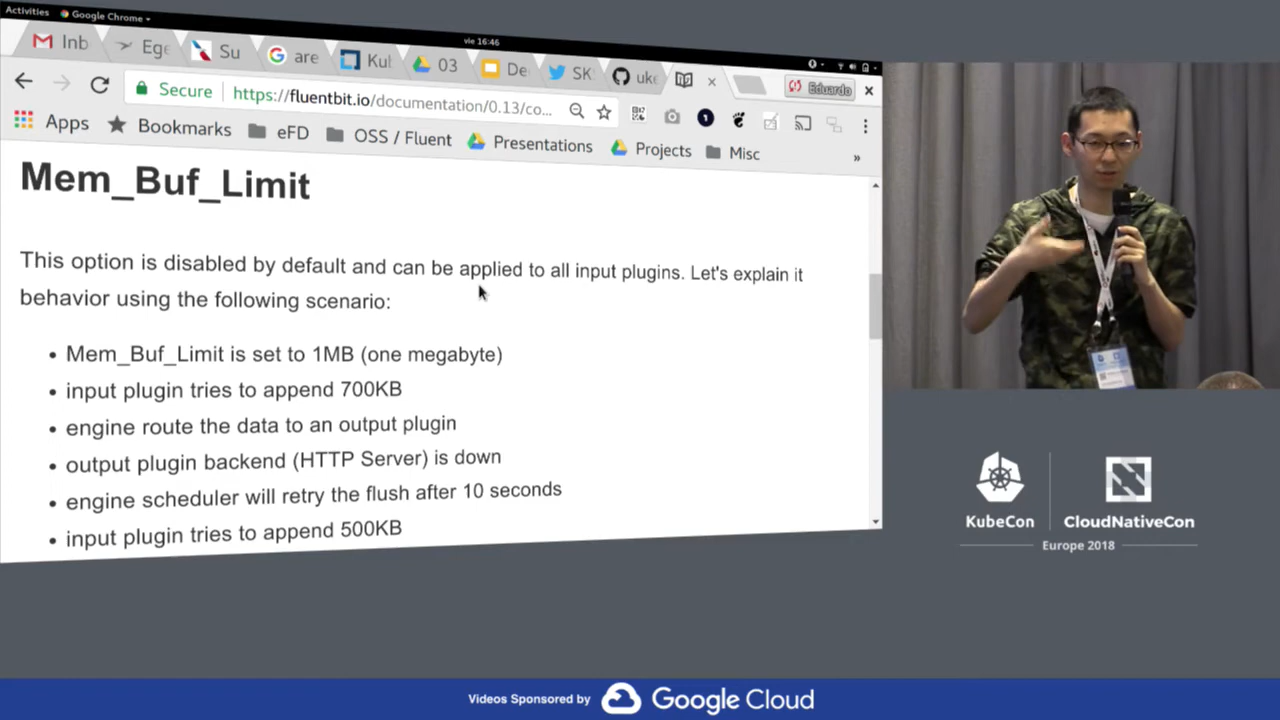 Activities Google Chrome
vie 16:46
Inb Ege Su are Kul 03 De SK uke
Secure https://fluentbit.io/documentation/0.13/co... Eduardo
Apps Bookmarks eFD OSS / Fluent Presentations Projects Misc »
Mem_Buf_Limit
This option is disabled by default and can be applied to all input plugins. Let's explain it
behavior using the following scenario:
• Mem_Buf_Limit is set to 1MB (one megabyte)
• input plugin tries to append 700KB
• engine route the data to an output plugin
• output plugin backend (HTTP Server) is down
• engine scheduler will retry the flush after 10 seconds
• input plugin tries to append 500KB
KubeCon CloudNativeCon
Europe 2018
Videos Sponsored by Google Cloud